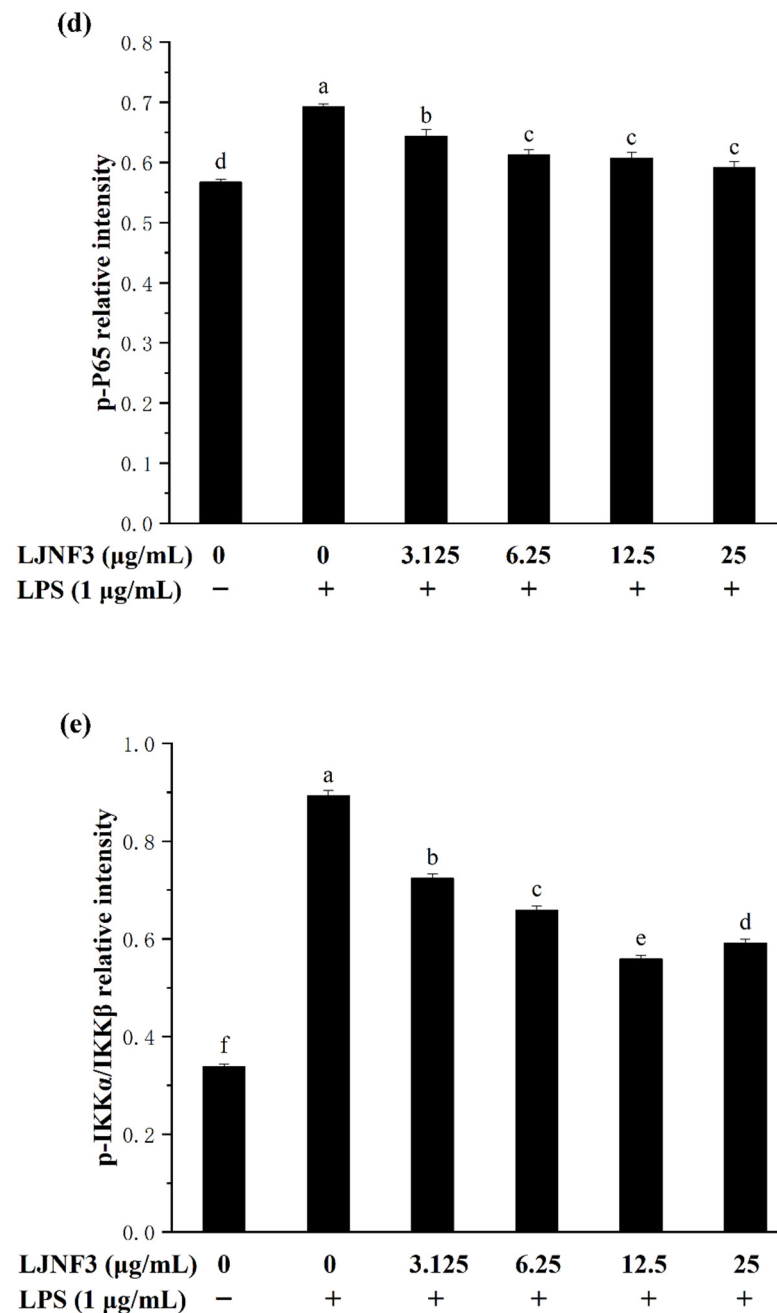 (d)
p-P65 relative intensity
0.8
0.7
0.6
0.5
0.4
0.3
0.2
0.1
0.0
d a b c c c
LJNF3 (μg/mL) 0 0 3.125 6.25 12.5 25
LPS (1 μg/mL) − + + + + +
(e)
p-IKKα/IKKβ relative intensity
1.0
0.8
0.6
0.4
0.2
0.0
f a b c e d
LJNF3 (μg/mL) 0 0 3.125 6.25 12.5 25
LPS (1 μg/mL) − + + + + +